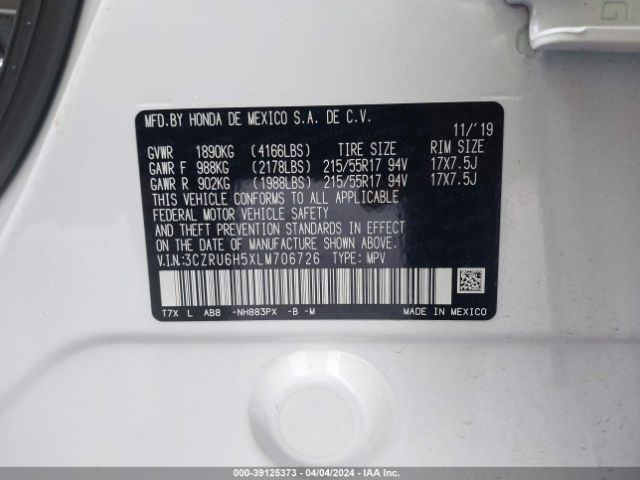 G
MFD.BY HONDA DE MEXICO S.A. DE C.V.
11/'19
GVWR 1890KG (4166LBS) TIRE SIZE RIM SIZE
GAWR F 988KG (2178LBS) 215/55R17 94V 17X7.5J
GAWR R 902KG (1988LBS) 215/55R17 94V 17X7.5J
THIS VEHICLE CONFORMS TO ALL APPLICABLE
FEDERAL MOTOR VEHICLE SAFETY
AND THEFT PREVENTION STANDARDS IN EFFECT
ON THE DATE OF MANUFACTURE SHOWN ABOVE.
V.I.N:3CZRU6H5XLM706726 TYPE: MPV
T7X L AB8 -NH883PX -B -M MADE IN MEXICO
000-39125373 - 04/04/2024 - IAAI.COM